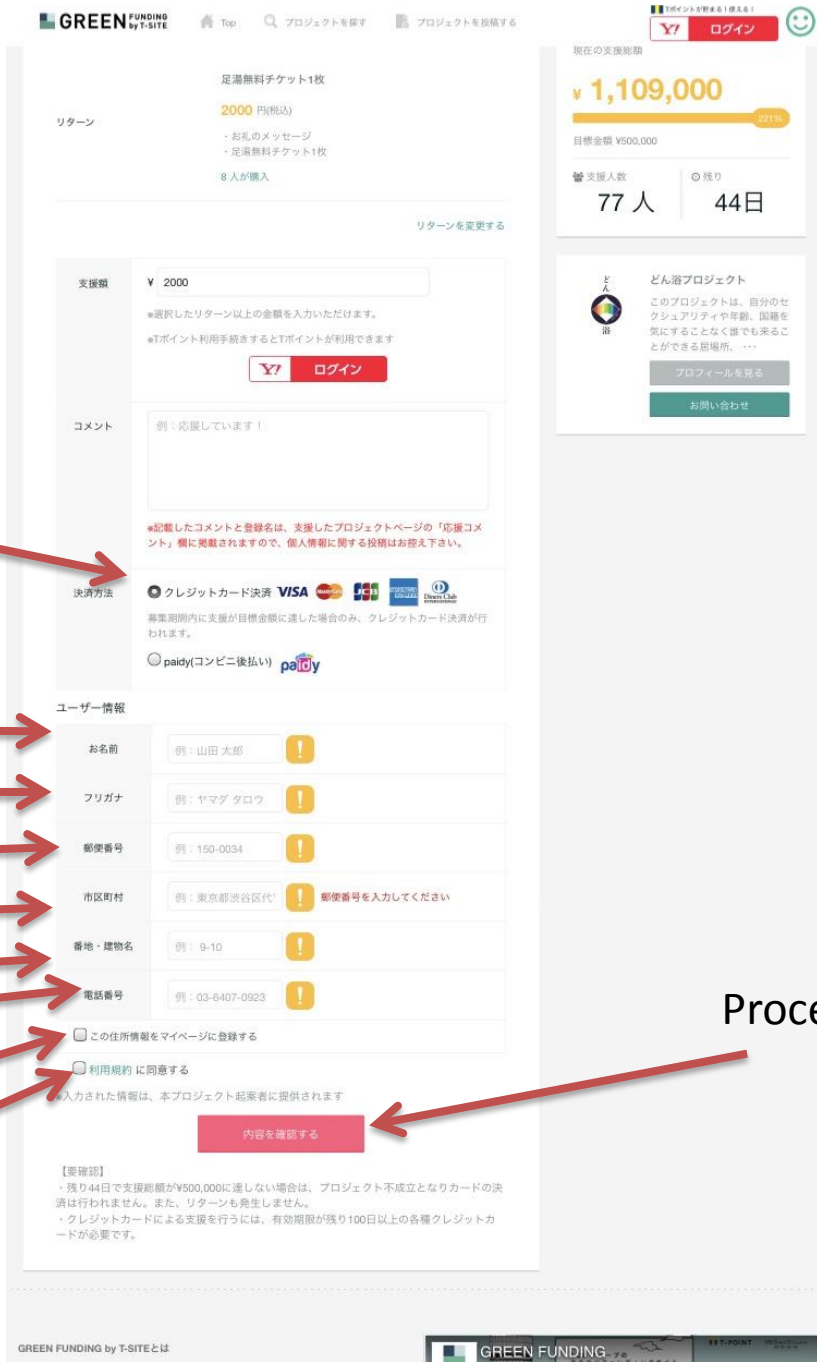 GREEN FUNDING by T-SITE
Top
プロジェクトを探す
プロジェクトを投稿する
Tポイントが貯まる!使える!
Y! ログイン
足湯無料チケット1枚
リターン
2000 円(税込)
・お礼のメッセージ
・足湯無料チケット1枚
8 人が購入
リターンを変更する
支援額
¥ 2000
※選択したリターン以上の金額を入力いただけます。
※Tポイント利用手続きするとTポイントが利用できます
Y! ログイン
コメント
例：応援しています！
※記載したコメントと登録名は、支援したプロジェクトページの「応援コメ
ント」欄に掲載されますので、個人情報に関する投稿はお控え下さい。
決済方法
クレジットカード決済 VISA MasterCard JCB AMERICAN EXPRESS Diners Club INTERNATIONAL
募集期間内に支援が目標金額に達した場合のみ、クレジットカード決済が行
われます。
paidy(コンビニ後払い) paidy
ユーザー情報
お名前
例：山田 太郎
!
フリガナ
例：ヤマダ タロウ
!
郵便番号
例：150-0034
!
市区町村
例：東京都渋谷区代
!
郵便番号を入力してください
番地・建物名
例： 9-10
!
電話番号
例：03-6407-0923
!
この住所情報をマイページに登録する
利用規約 に同意する
※入力された情報は、本プロジェクト起案者に提供されます
内容を確認する
【要確認】
・残り44日で支援総額が¥500,000に達しない場合は、プロジェクト不成立となりカードの決
済は行われません。また、リターンも発生しません。
・クレジットカードによる支援を行うには、有効期限が残り100日以上の各種クレジットカ
ードが必要です。
現在の支援総額
¥ 1,109,000
221%
目標金額 ¥500,000
支援人数
77 人
残り
44日
どん浴
どん浴プロジェクト
このプロジェクトは、自分のセ
クシュアリティや年齢、国籍を
気にすることなく誰でも来るこ
とができる居場所、 ･･･
プロフィールを見る
お問い合わせ
Proce
GREEN FUNDING by T-SITEとは
GREEN FUNDING
T-POINT